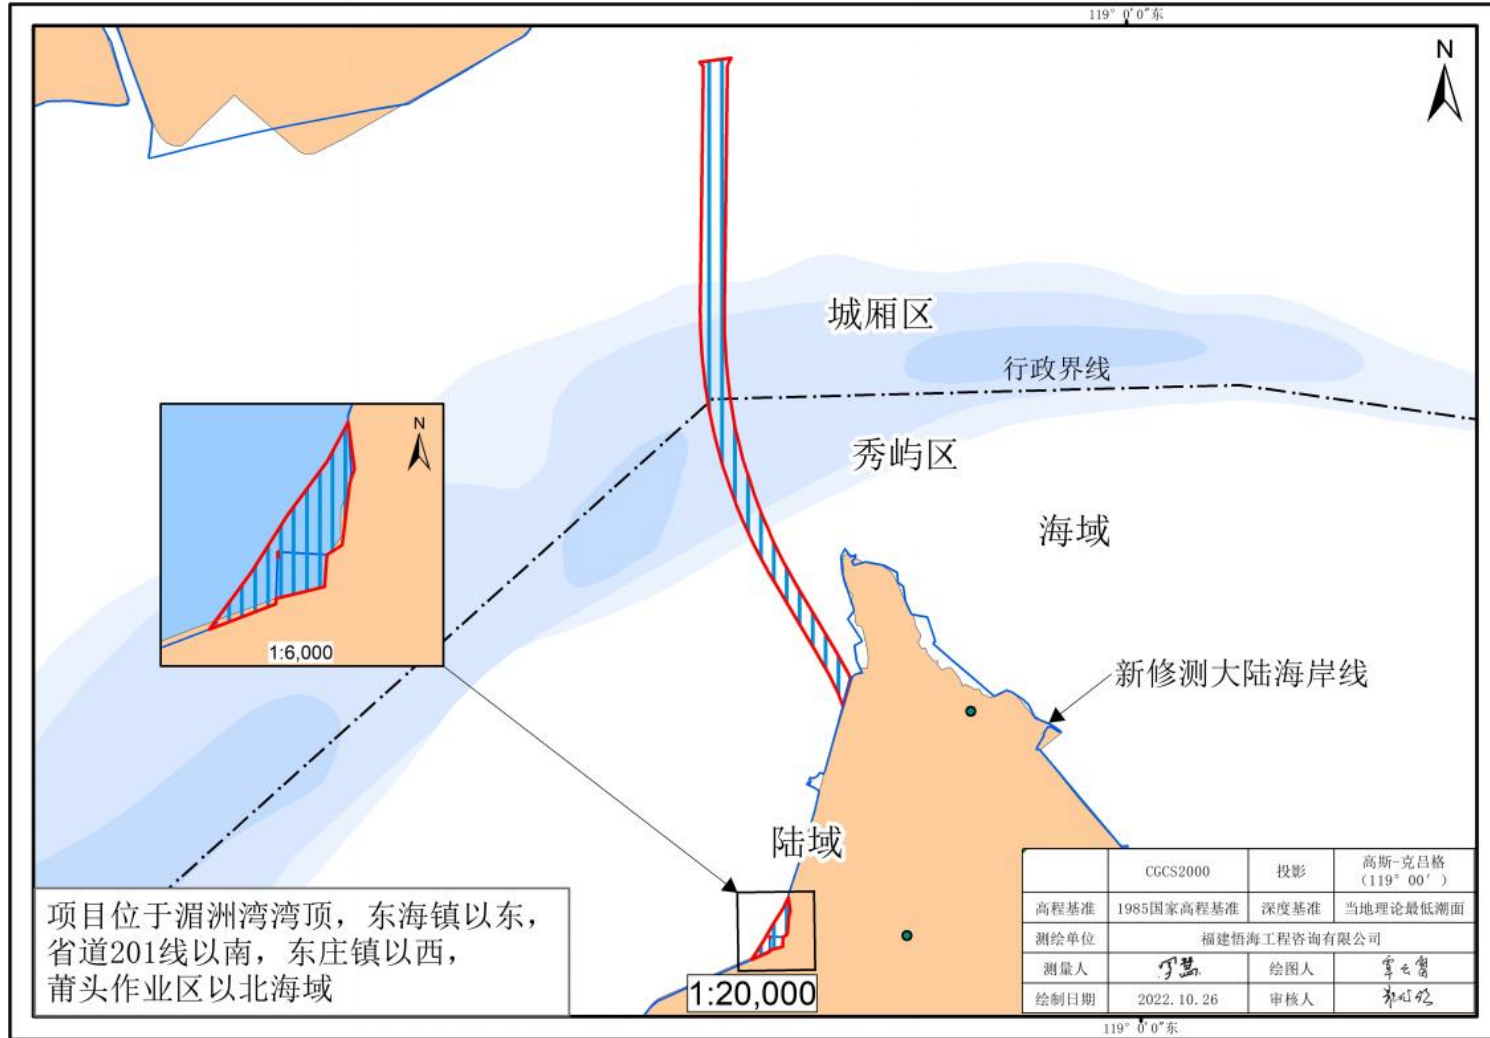 119° 0′0″东
N
城厢区
行政界线
秀屿区
海域
N
1:6,000
新修测大陆海岸线
陆域
1:20,000
项目位于湄洲湾湾顶，东海镇以东，
省道201线以南，东庄镇以西，
莆头作业区以北海域
CGCS2000 投影 高斯-克吕格
（119° 00′ ）
高程基准 1985国家高程基准 深度基准 当地理论最低潮面
测绘单位 福建悟海工程咨询有限公司
测量人 绘图人
绘制日期 2022.10.26 审核人
119° 0′0″东